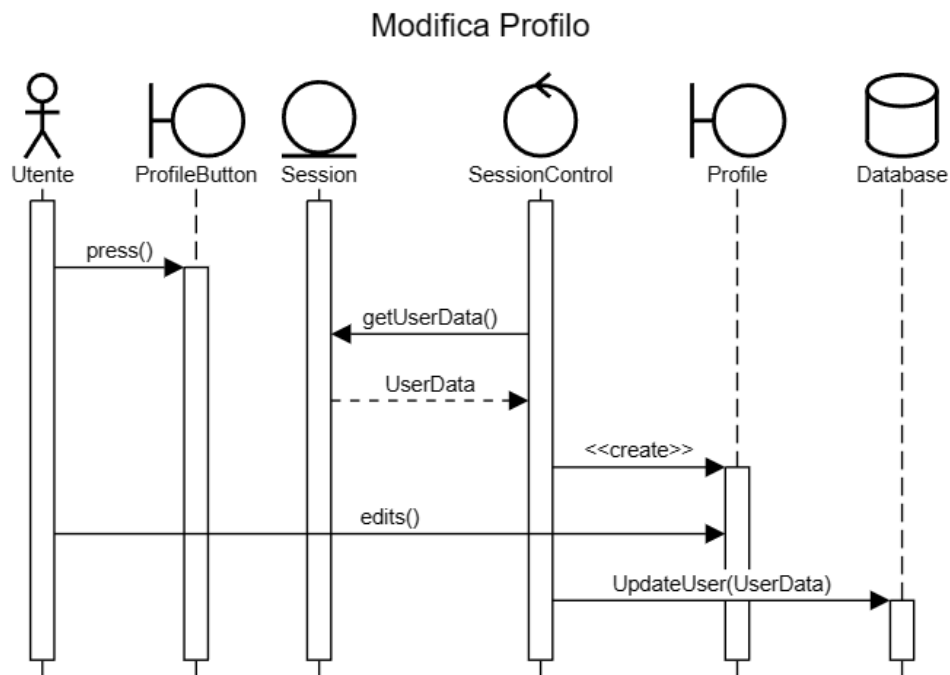 Modifica Profilo
Utente
ProfileButton
Session
SessionControl
Profile
Database
press()
getUserData()
UserData
<<create>>
edits()
UpdateUser(UserData)